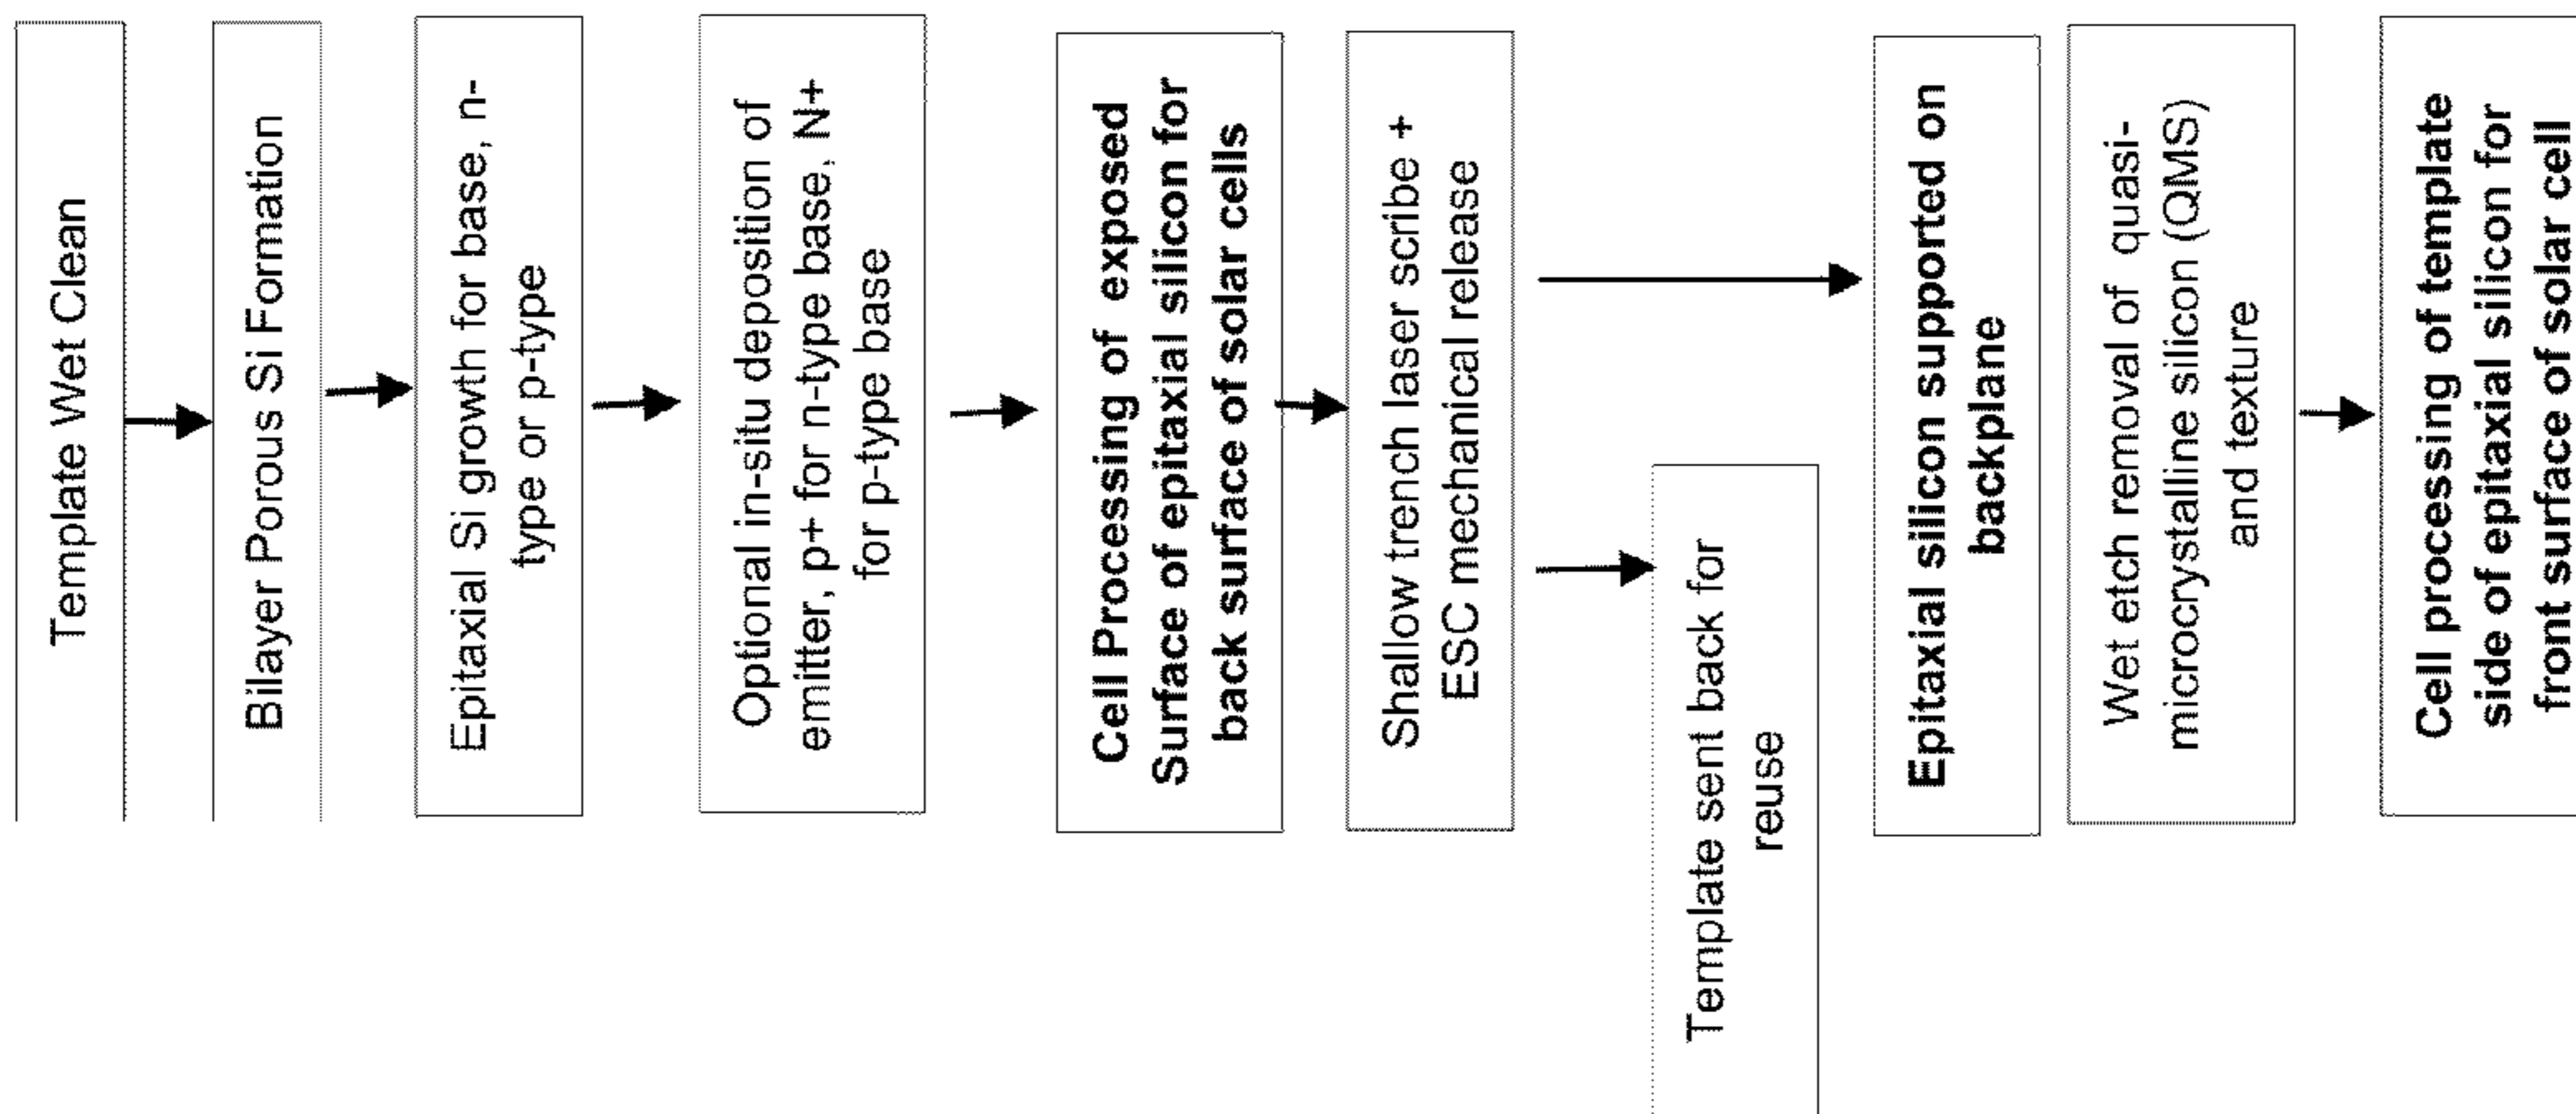 Template Wet Clean
Bilayer Porous Si Formation
Epitaxial Si growth for base, n-
type or p-type
Optional in-situ deposition of
emitter, p+ for n-type base, N+
for p-type base
Cell Processing of exposed
Surface of epitaxial silicon for
back surface of solar cells
Shallow trench laser scribe +
ESC mechanical release
Template sent back for
reuse
Epitaxial silicon supported on
backplane
Wet etch removal of quasi-
microcrystalline silicon (QMS)
and texture
Cell processing of template
side of epitaxial silicon for
front surface of solar cell